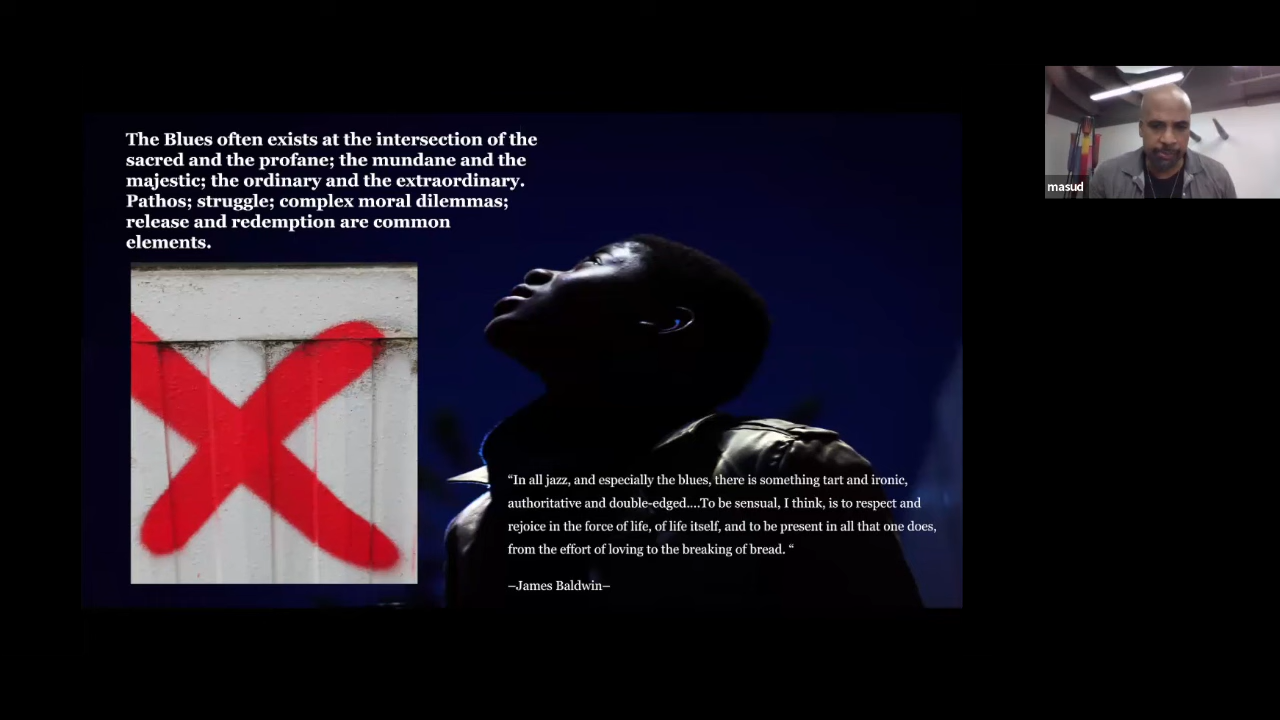 The Blues often exists at the intersection of the
sacred and the profane; the mundane and the
majestic; the ordinary and the extraordinary.
Pathos; struggle; complex moral dilemmas;
release and redemption are common
elements.
“In all jazz, and especially the blues, there is something tart and ironic,
authoritative and double-edged....To be sensual, I think, is to respect and
rejoice in the force of life, of life itself, and to be present in all that one does,
from the effort of loving to the breaking of bread. “
–James Baldwin–
masud